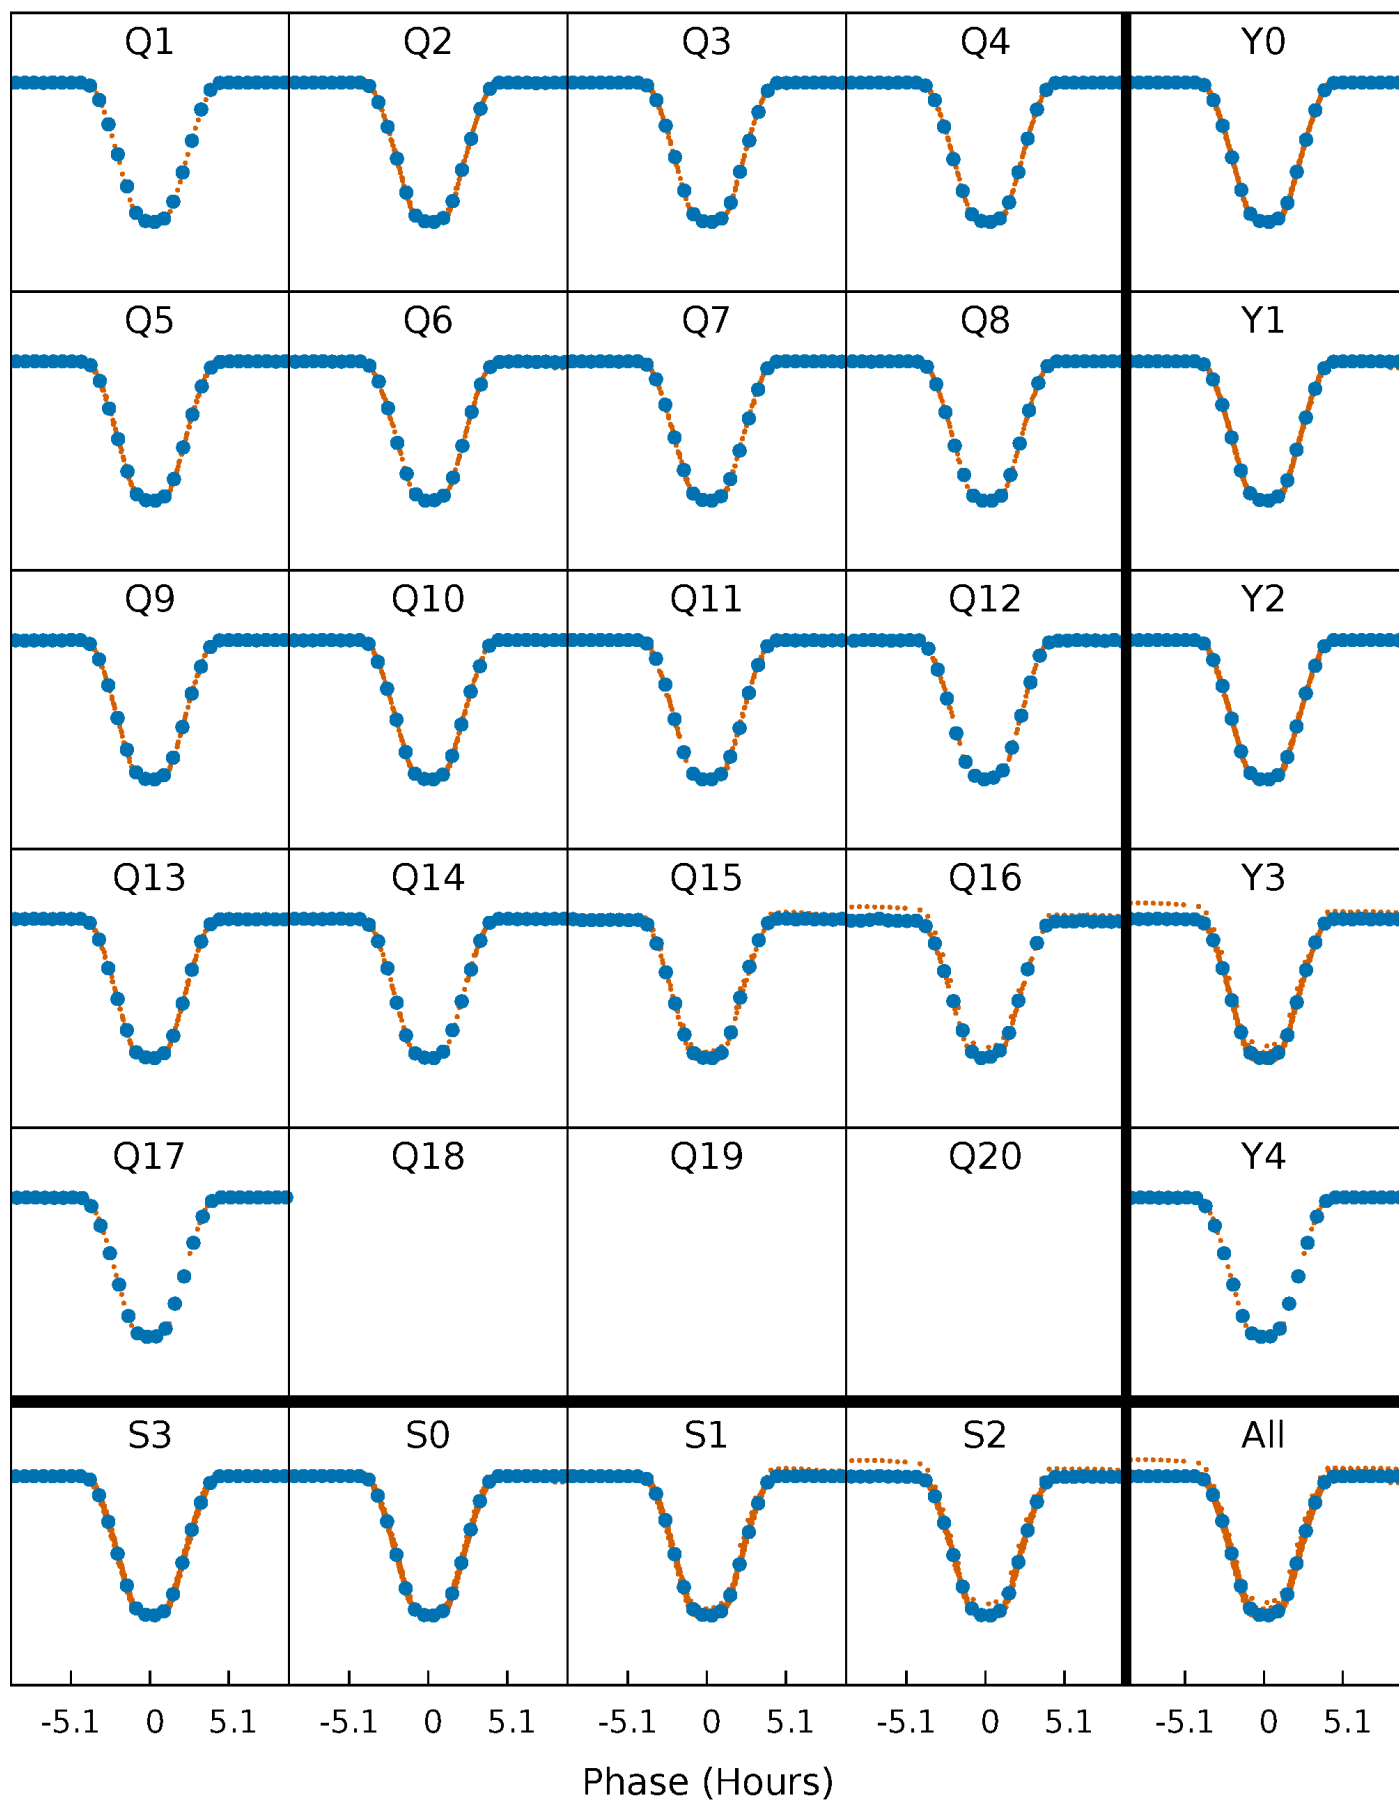 Q1 Q2 Q3 Q4 Y0
Q5 Q6 Q7 Q8 Y1
Q9 Q10 Q11 Q12 Y2
Q13 Q14 Q15 Q16 Y3
Q17 Q18 Q19 Q20 Y4
S3 S0 S1 S2 All
-5.1 0 5.1 -5.1 0 5.1 -5.1 0 5.1 -5.1 0 5.1 -5.1 0 5.1
Phase (Hours)